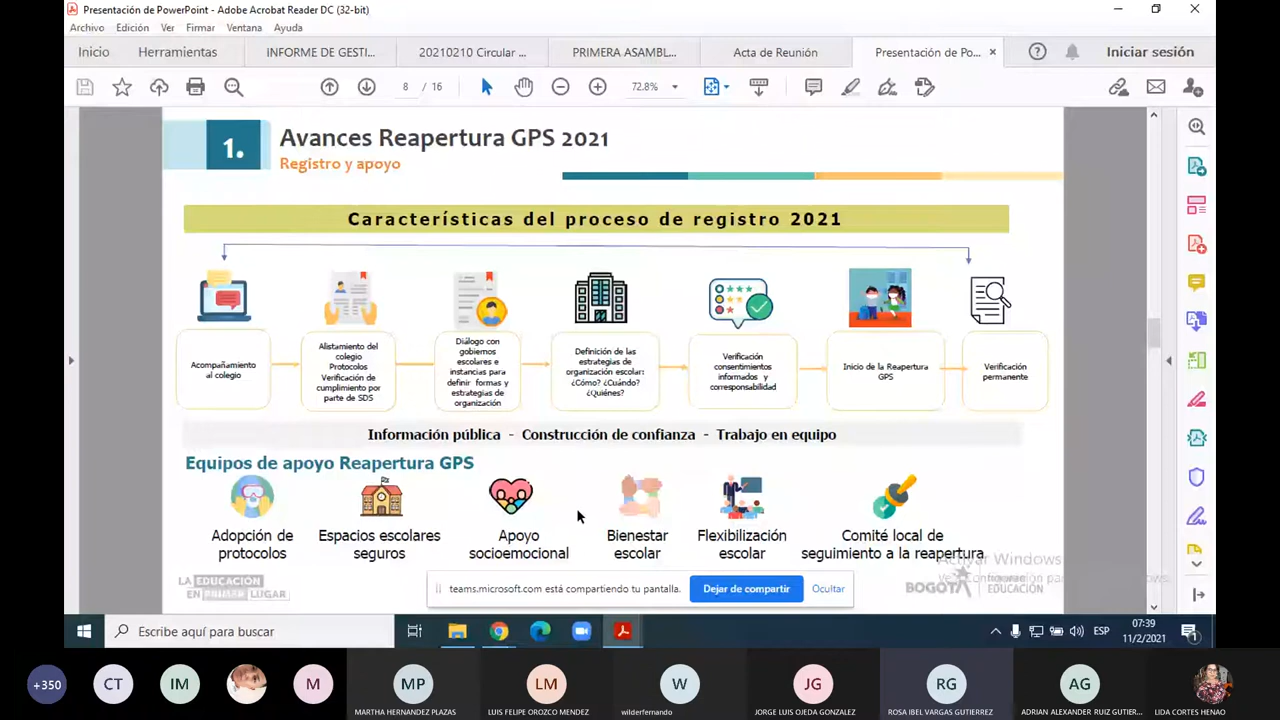 Presentación de PowerPoint - Adobe Acrobat Reader DC (32-bit)
Archivo Edición Ver Firmar Ventana Ayuda
Inicio Herramientas INFORME DE GESTI... 20210210 Circular ... PRIMERA ASAMBL... Acta de Reunión Presentación de Po... × Iniciar sesión
8 / 16 72.8%
1.
Avances Reapertura GPS 2021
Registro y apoyo
Características del proceso de registro 2021
Acompañamiento
al colegio
Alistamiento del
colegio
Protocolos
Verificación de
cumplimiento por
parte de SDS
Diálogo con
gobiernos
escolares e
instancias para
definir formas y
estrategias de
organización
Definición de las
estrategias de
organización escolar:
¿Cómo? ¿Cuándo?
¿Quiénes?
Verificación
consentimientos
informados y
corresponsabilidad
Inicio de la Reapertura
GPS
Verificación
permanente
Información pública - Construcción de confianza - Trabajo en equipo
Equipos de apoyo Reapertura GPS
Adopción de
protocolos
Espacios escolares
seguros
Apoyo
socioemocional
Bienestar
escolar
Flexibilización
escolar
Comité local de
seguimiento a la reapertura
Activar Windows
LA EDUCACIÓN
EN PRIMER LUGAR
teams.microsoft.com está compartiendo tu pantalla. Dejar de compartir Ocultar
BOGOTÁ
EDUCACIÓN
Escribe aquí para buscar
ESP
07:39
11/2/2021
1
+350 CT IM M MP LM W JG RG AG
MARTHA HERNANDEZ PLAZAS LUIS FELIPE OROZCO MENDEZ wilderfernando JORGE LUIS OJEDA GONZALEZ ROSA IBEL VARGAS GUTIERREZ ADRIAN ALEXANDER RUIZ GUTIER... LIDA CORTES HENAO